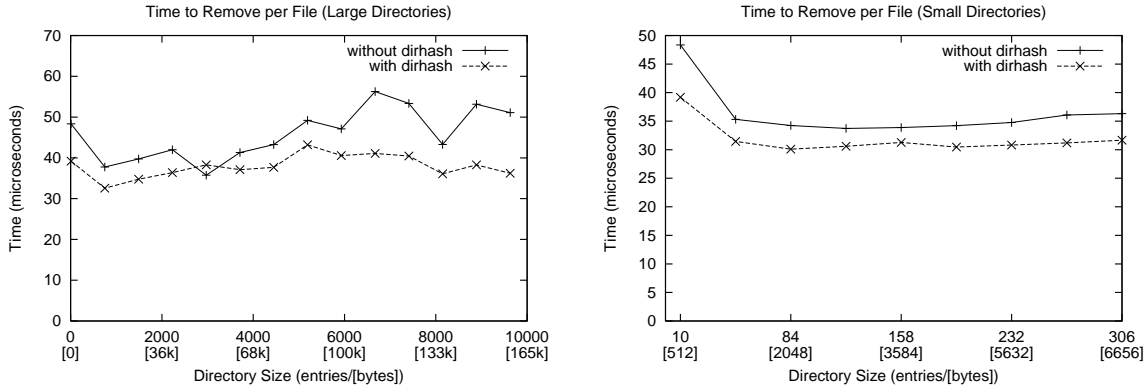 Time to Remove per File (Large Directories)
70
60
50
40
30
20
10
0
Time (microseconds)
without dirhash
with dirhash
0 2000 4000 6000 8000 10000
[0] [36k] [68k] [100k] [133k] [165k]
Directory Size (entries/[bytes])
Time to Remove per File (Small Directories)
50
45
40
35
30
25
20
15
10
5
0
Time (microseconds)
without dirhash
with dirhash
10 84 158 232 306
[512] [2048] [3584] [5632] [6656]
Directory Size (entries/[bytes])